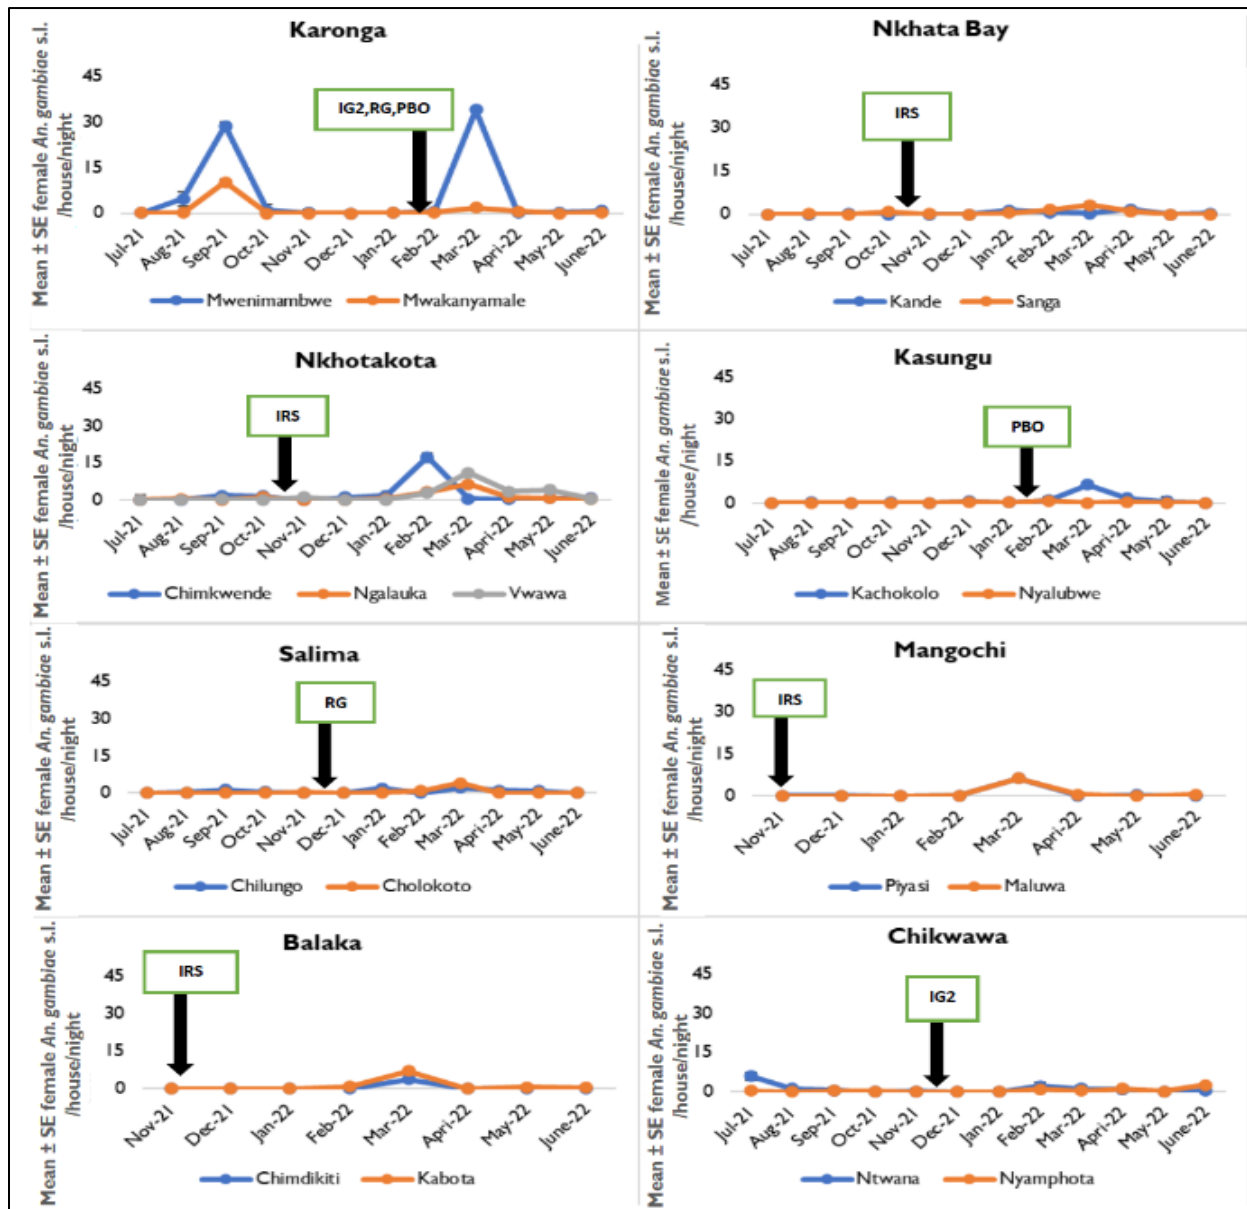 Karonga
Mean ± SE female An. gambiae s.l.
/house/night
45
30
15
0
IG2,RG,PBO
Jul-21
Aug-21
Sep-21
Oct-21
Nov-21
Dec-21
Jan-22
Feb-22
Mar-22
Apri-22
May-22
June-22
Mwenimambwe
Mwakanyamale
Nkhata Bay
Mean ± SE female An. gambiae s.l.
/house/night
45
30
15
0
IRS
Jul-21
Aug-21
Sep-21
Oct-21
Nov-21
Dec-21
Jan-22
Feb-22
Mar-22
Apri-22
May-22
June-22
Kande
Sanga
Nkhotakota
Mean ± SE female An. gambiae s.l.
/house/night
45
30
15
0
IRS
Jul-21
Aug-21
Sep-21
Oct-21
Nov-21
Dec-21
Jan-22
Feb-22
Mar-22
Apri-22
May-22
June-22
Chimkwende
Ngalauka
Vwawa
Kasungu
Mean ± SE female An. gambiae s.l.
/house/night
45
30
15
0
PBO
Jul-21
Aug-21
Sep-21
Oct-21
Nov-21
Dec-21
Jan-22
Feb-22
Mar-22
Apri-22
May-22
June-22
Kachokolo
Nyalubwe
Salima
Mean ± SE female An. gambiae s.l.
/house/night
45
30
15
0
RG
Jul-21
Aug-21
Sep-21
Oct-21
Nov-21
Dec-21
Jan-22
Feb-22
Mar-22
Apri-22
May-22
June-22
Chilungo
Cholokoto
Mangochi
Mean ± SE female An. gambiae s.l.
/house/night
45
30
15
0
IRS
Nov-21
Dec-21
Jan-22
Feb-22
Mar-22
Apri-22
May-22
June-22
Piyasi
Maluwa
Balaka
Mean ± SE female An. gambiae s.l.
/house/night
45
30
15
0
IRS
Nov-21
Dec-21
Jan-22
Feb-22
Mar-22
Apri-22
May-22
June-22
Chimdikiti
Kabota
Chikwawa
Mean ± SE female An. gambiae s.l.
/house/night
45
30
15
0
IG2
Jul-21
Aug-21
Sep-21
Oct-21
Nov-21
Dec-21
Jan-22
Feb-22
Mar-22
Apri-22
May-22
June-22
Ntwana
Nyamphota